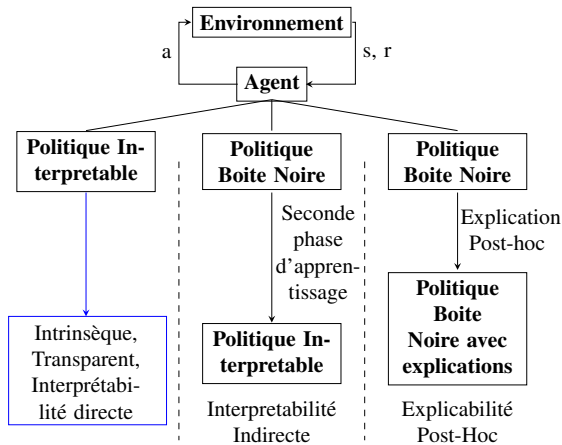 Environnement
a
s, r
Agent
Politique In-
terpretable
Politique
Boite Noire
Politique
Boite Noire
Seconde
phase
d'appren-
tissage
Explication
Post-hoc
Intrinsèque,
Transparent,
Interprétabi-
lité directe
Politique In-
terpretable
Politique
Boite
Noire avec
explications
Interpretabilité
Indirecte
Explicabilité
Post-Hoc